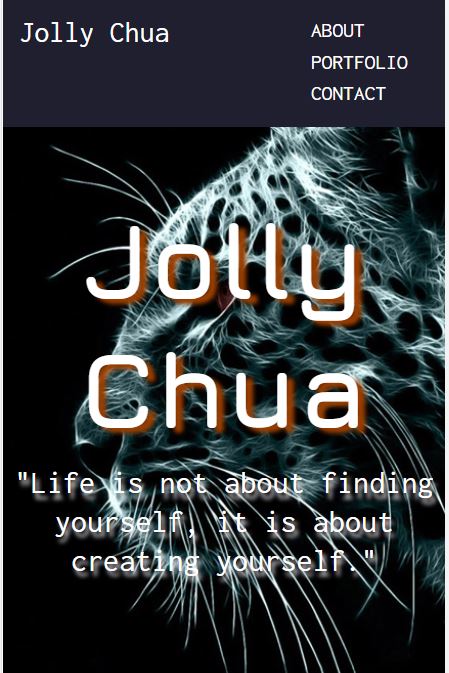 Jolly Chua
ABOUT
PORTFOLIO
CONTACT
Jolly
Chua
"Life is not about finding
yourself, it is about
creating yourself."